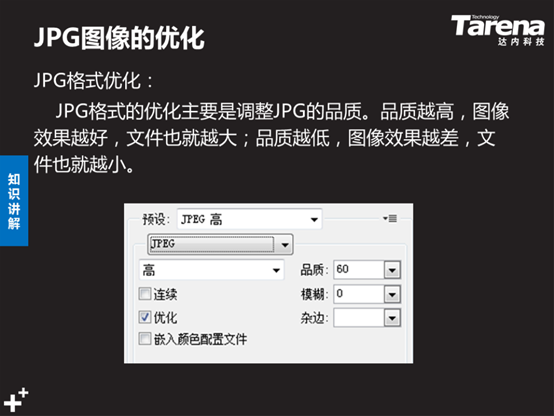 Technology
Tarena
达内科技
JPG图像的优化
JPG格式优化：
JPG格式的优化主要是调整JPG的品质。品质越高，图像
效果越好，文件也就越大；品质越低，图像效果越差，文
件也就越小。
知识讲解
预设： JPEG 高
JPEG
高 品质： 60
连续 模糊： 0
优化 杂边：
嵌入颜色配置文件